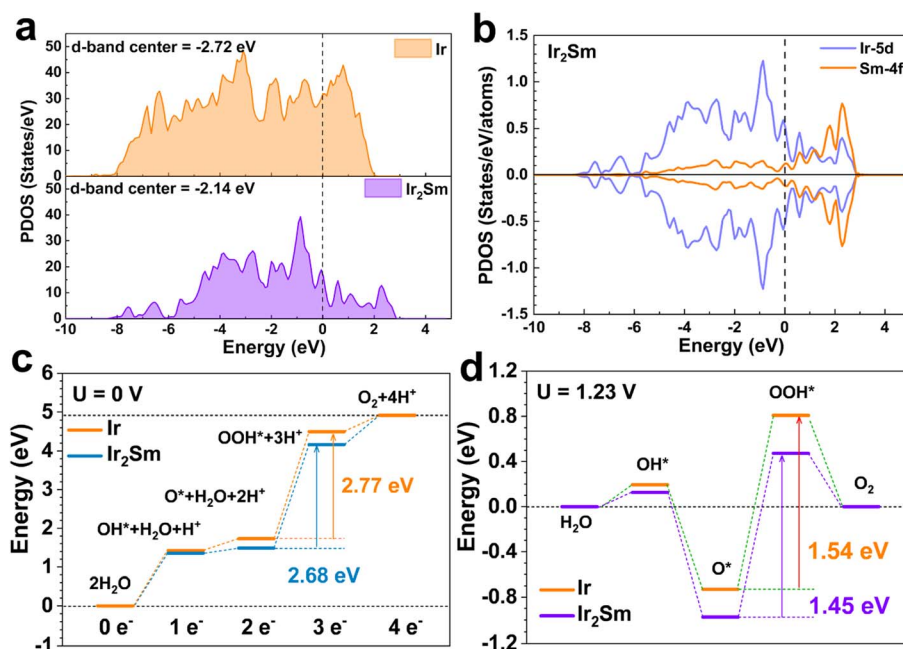 a
d-band center = -2.72 eV
Ir
50
40
30
20
10
0
d-band center = -2.14 eV
Ir₂Sm
50
40
30
20
10
0
PDOS (States/eV)
-10 -8 -6 -4 -2 0 2 4
Energy (eV)
b
Ir₂Sm
Ir-5d
Sm-4f
1.5
1.0
0.5
0.0
-0.5
-1.0
-1.5
PDOS (States/eV/atoms)
-10 -8 -6 -4 -2 0 2 4
Energy (eV)
c
U = 0 V
Ir
Ir₂Sm
6
5
4
3
2
1
0
-1
Energy (eV)
2H₂O
OH*+H₂O+H⁺
O*+H₂O+2H⁺
OOH*+3H⁺
O₂+4H⁺
2.77 eV
2.68 eV
0 e⁻ 1 e⁻ 2 e⁻ 3 e⁻ 4 e⁻
d
U = 1.23 V
1.2
0.8
0.4
0.0
-0.4
-0.8
-1.2
Energy (eV)
H₂O
OH*
O*
OOH*
O₂
1.54 eV
1.45 eV
Ir
Ir₂Sm